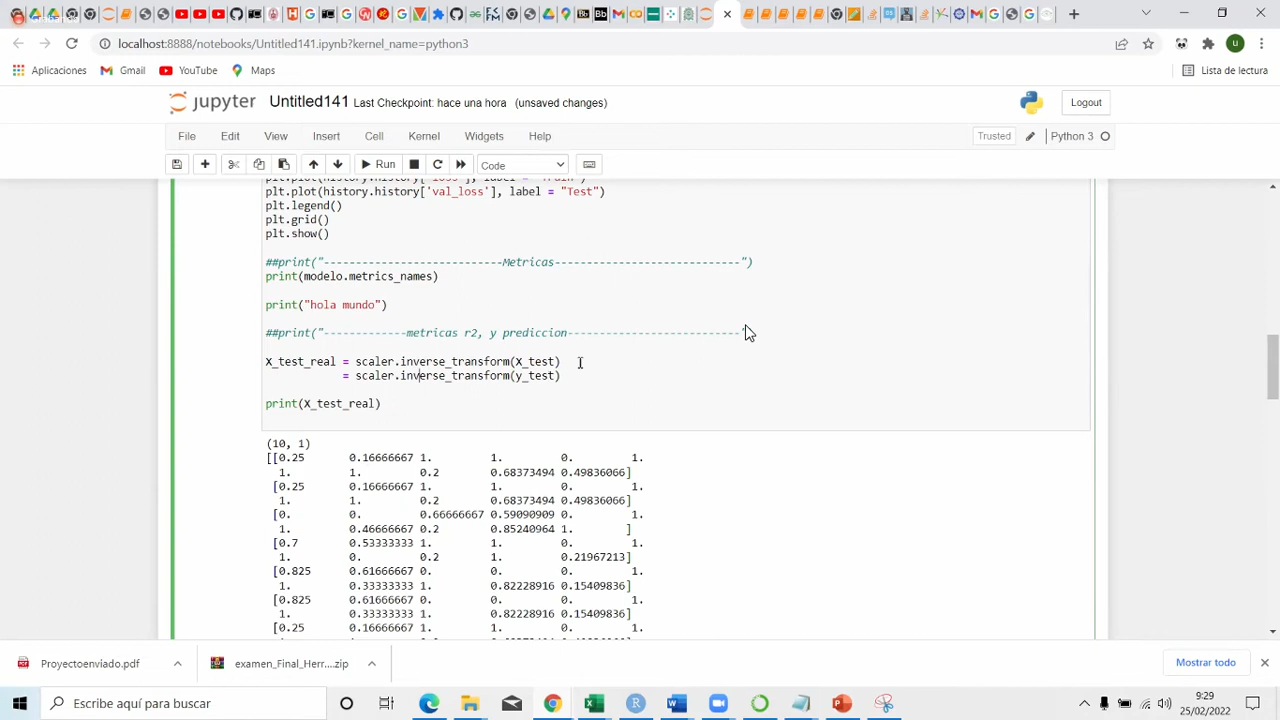 localhost:8888/notebooks/Untitled141.ipynb?kernel_name=python3
Aplicaciones Gmail YouTube Maps Lista de lectura
jupyter Untitled141 Last Checkpoint: hace una hora (unsaved changes) Logout
File Edit View Insert Cell Kernel Widgets Help Trusted Python 3
Run Code
plt.plot(history.history['val_loss'], label = "Test")
plt.legend()
plt.grid()
plt.show()
##print("----------------------------Metricas-----------------------------")
print(modelo.metrics_names)
print("hola mundo")
##print("-------------metricas r2, y prediccion---------------------------"
X_test_real = scaler.inverse_transform(X_test)
= scaler.inverse_transform(y_test)
print(X_test_real)
(10, 1)
[[0.25 0.16666667 1. 1. 0. 1.
1. 1. 0.2 0.68373494 0.49836066]
[0.25 0.16666667 1. 1. 0. 1.
1. 1. 0.2 0.68373494 0.49836066]
[0. 0. 0.66666667 0.59090909 0. 1.
1. 0.46666667 0.2 0.85240964 1. ]
[0.7 0.53333333 1. 1. 0. 1.
1. 0. 0.2 1. 0.21967213]
[0.825 0.61666667 0. 0. 0. 1.
1. 0.33333333 1. 0.82228916 0.15409836]
[0.825 0.61666667 0. 0. 0. 1.
1. 0.33333333 1. 0.82228916 0.15409836]
[0.25 0.16666667 1. 1. 0. 1.
Proyectoenviado.pdf examen_Final_Herr....zip Mostrar todo
Escribe aquí para buscar
9:29
25/02/2022